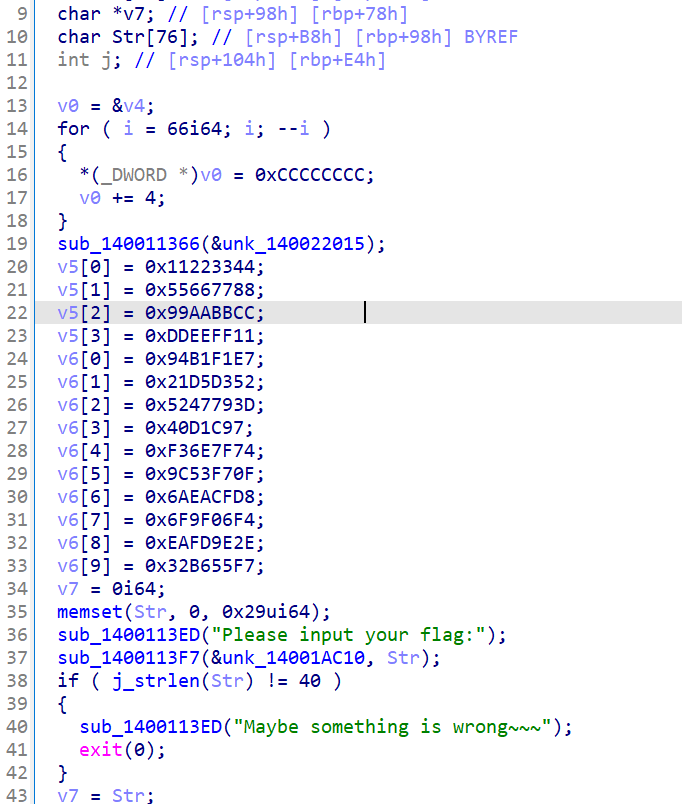 9 char *v7; // [rsp+98h] [rbp+78h]
10 char Str[76]; // [rsp+B8h] [rbp+98h] BYREF
11 int j; // [rsp+104h] [rbp+E4h]
12
13 v0 = &v4;
14 for ( i = 66i64; i; --i )
15 {
16 *(_DWORD *)v0 = 0xCCCCCCCC;
17 v0 += 4;
18 }
19 sub_140011366(&unk_140022015);
20 v5[0] = 0x11223344;
21 v5[1] = 0x55667788;
22 v5[2] = 0x99AABBCC;
23 v5[3] = 0xDDEEFF11;
24 v6[0] = 0x94B1F1E7;
25 v6[1] = 0x21D5D352;
26 v6[2] = 0x5247793D;
27 v6[3] = 0x40D1C97;
28 v6[4] = 0xF36E7F74;
29 v6[5] = 0x9C53F70F;
30 v6[6] = 0x6AEACFD8;
31 v6[7] = 0x6F9F06F4;
32 v6[8] = 0xEAFD9E2E;
33 v6[9] = 0x32B655F7;
34 v7 = 0i64;
35 memset(Str, 0, 0x29ui64);
36 sub_1400113ED("Please input your flag:");
37 sub_1400113F7(&unk_14001AC10, Str);
38 if ( j_strlen(Str) != 40 )
39 {
40 sub_1400113ED("Maybe something is wrong~~~");
41 exit(0);
42 }
43 v7 = Str;